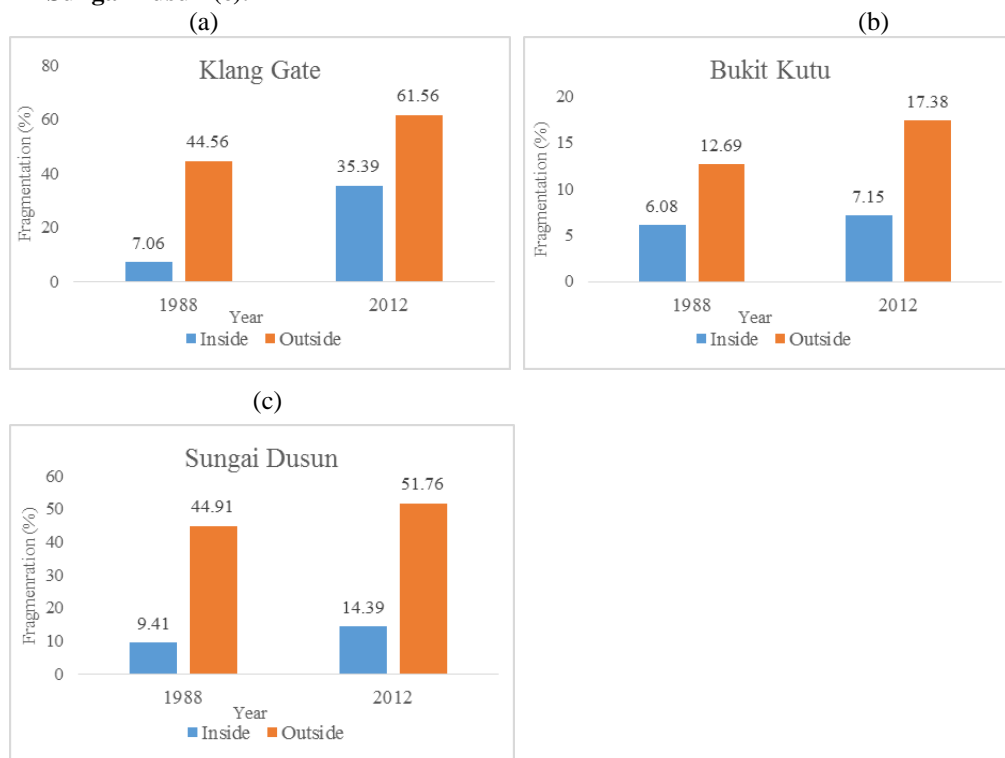 Sungai Dusun (c).
(a)
(b)
Klang Gate
Fragmentation (%)
80
60
40
20
0
7.06
44.56
35.39
61.56
1988
2012
Year
Inside
Outside
Bukit Kutu
Fragmentation (%)
20
15
10
5
0
6.08
12.69
7.15
17.38
1988
2012
Year
Inside
Outside
(c)
Sungai Dusun
Fragmenration (%)
60
50
40
30
20
10
0
9.41
44.91
14.39
51.76
1988
2012
Year
Inside
Outside